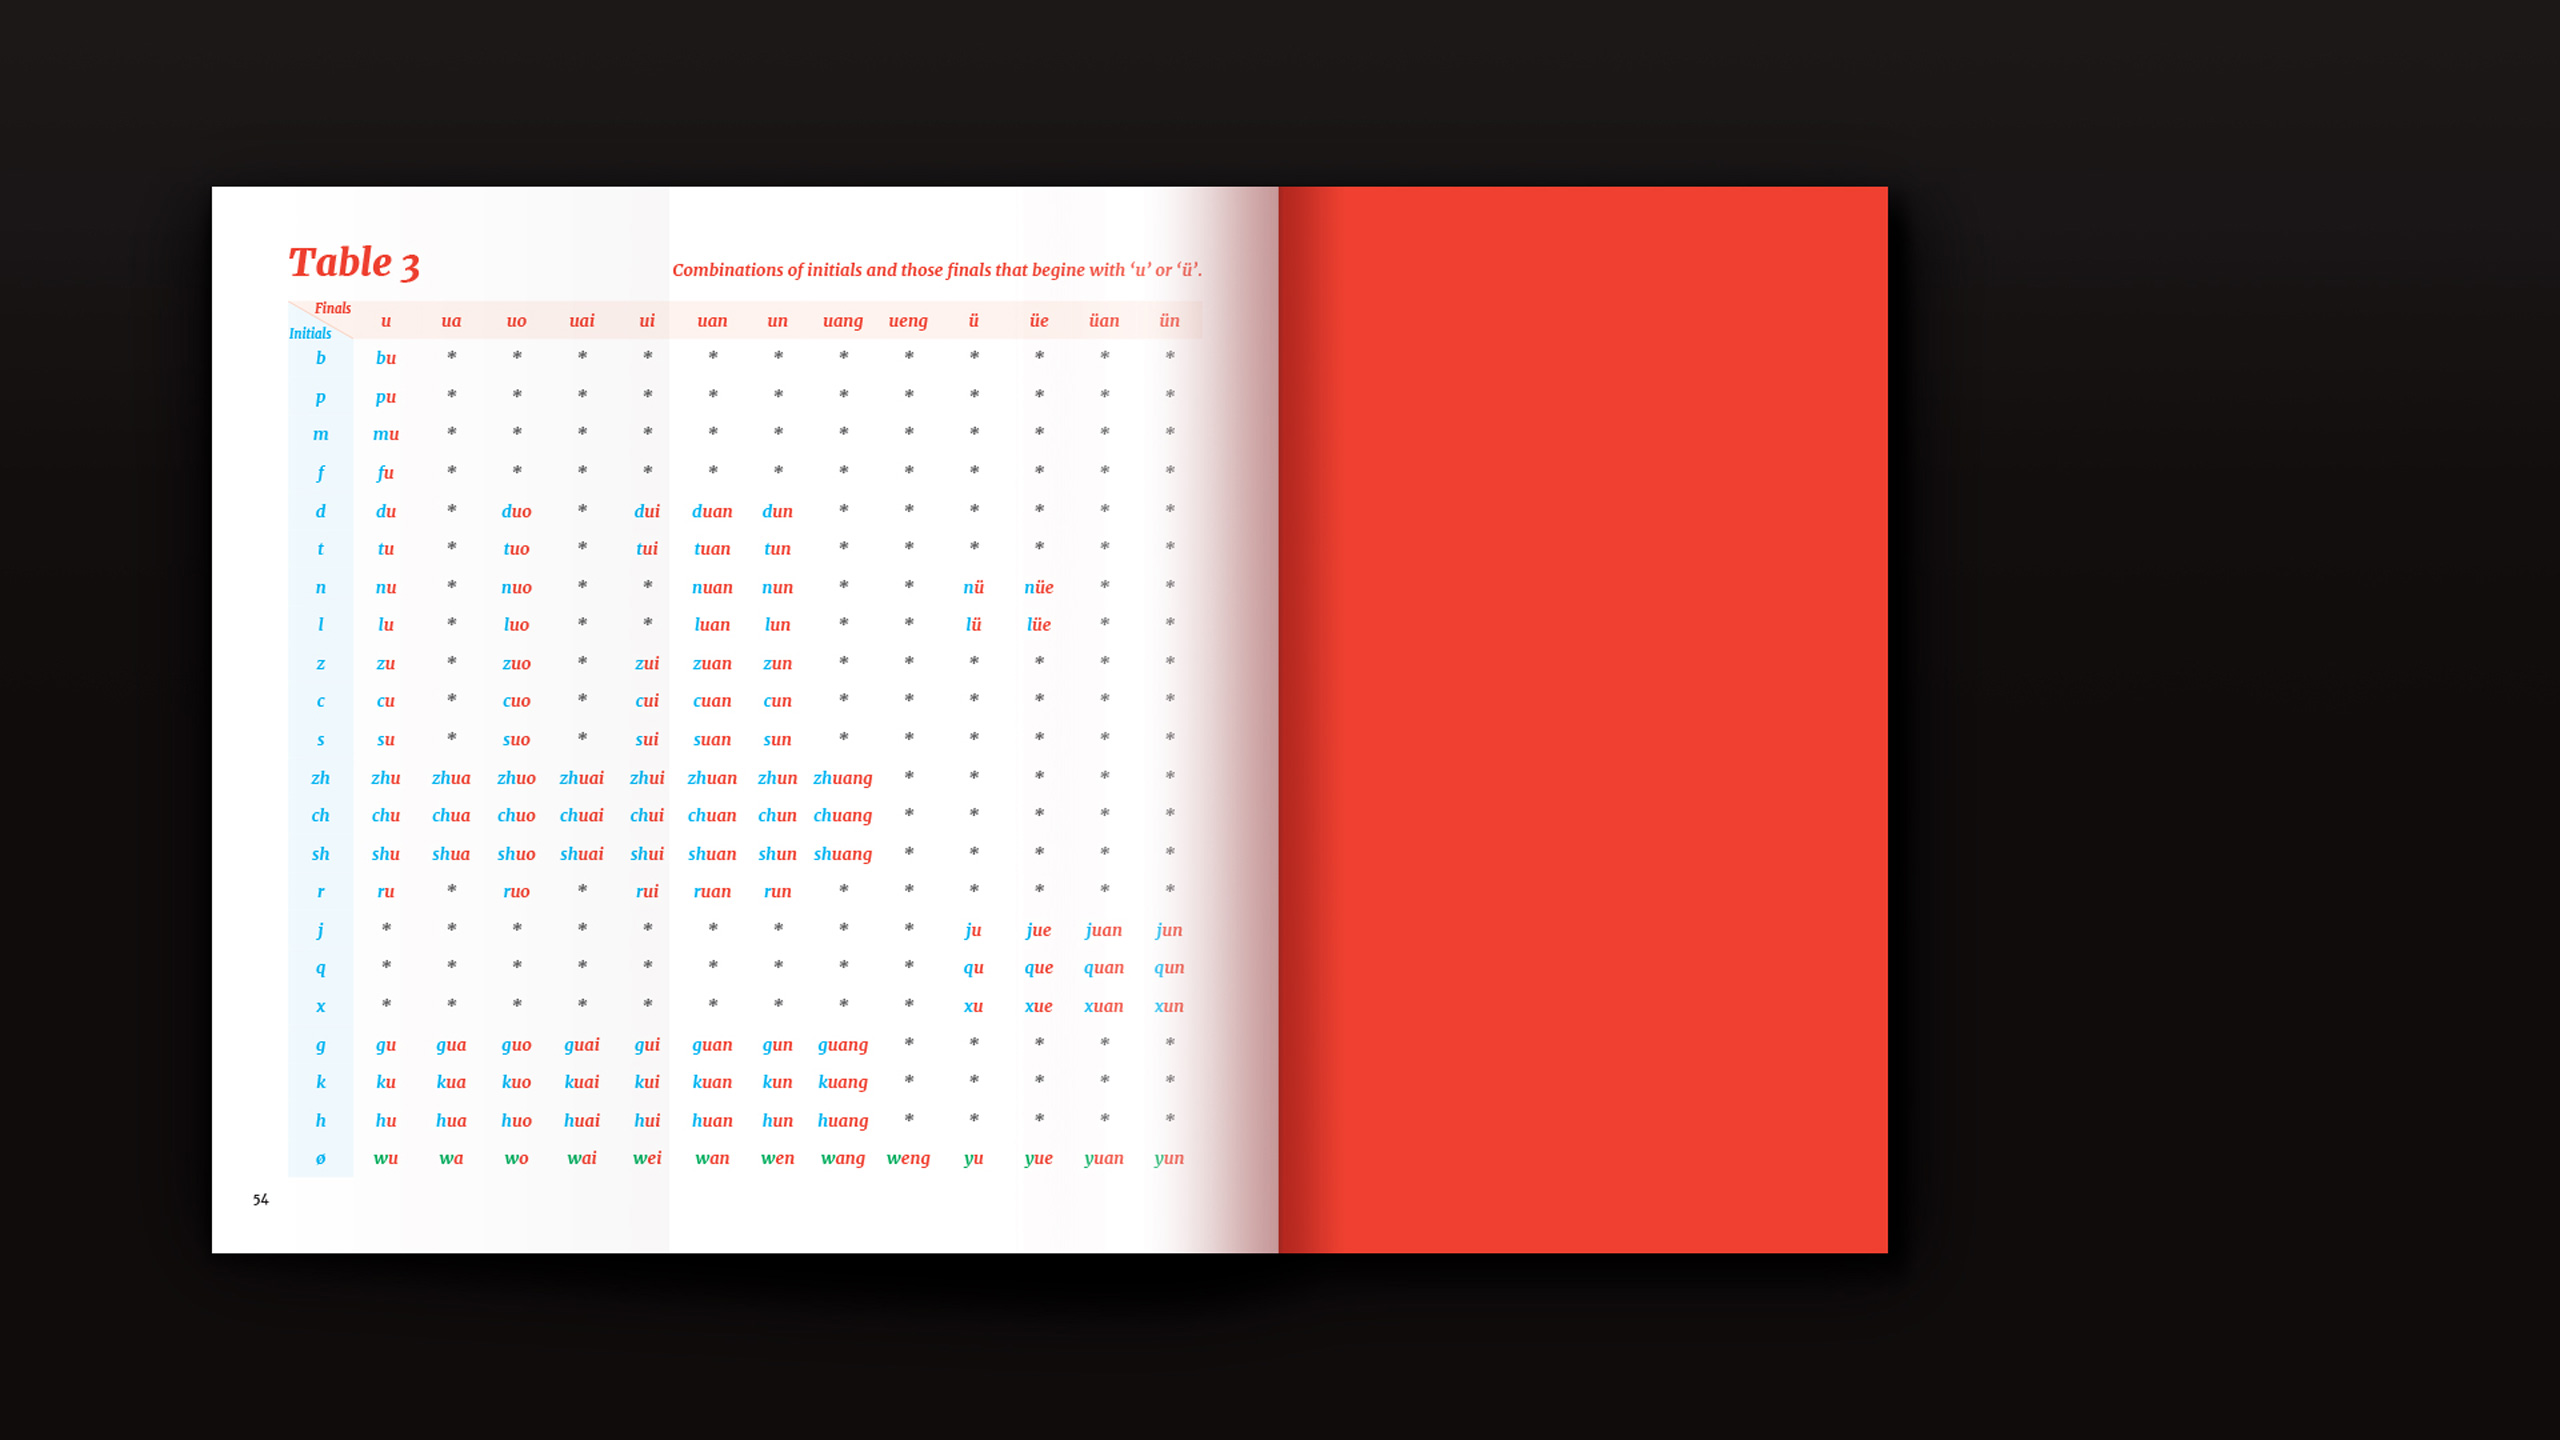 Table 3
Combinations of initials and those finals that begine with ‘u’ or ‘ü’.
Finals
Initials
u ua uo uai ui uan un uang ueng ü üe üan ün
b bu * * * * * * * * * * * *
p pu * * * * * * * * * * * *
m mu * * * * * * * * * * * *
f fu * * * * * * * * * * * *
d du * duo * dui duan dun * * * * * *
t tu * tuo * tui tuan tun * * * * * *
n nu * nuo * * nuan nun * * nü nüe * *
l lu * luo * * luan lun * * lü lüe * *
z zu * zuo * zui zuan zun * * * * * *
c cu * cuo * cui cuan cun * * * * * *
s su * suo * sui suan sun * * * * * *
zh zhu zhua zhuo zhuai zhui zhuan zhun zhuang * * * * *
ch chu chua chuo chuai chui chuan chun chuang * * * * *
sh shu shua shuo shuai shui shuan shun shuang * * * * *
r ru * ruo * rui ruan run * * * * * *
j * * * * * * * * * ju jue juan jun
q * * * * * * * * * qu que quan qun
x * * * * * * * * * xu xue xuan xun
g gu gua guo guai gui guan gun guang * * * * *
k ku kua kuo kuai kui kuan kun kuang * * * * *
h hu hua huo huai hui huan hun huang * * * * *
ø wu wa wo wai wei wan wen wang weng yu yue yuan yun
54